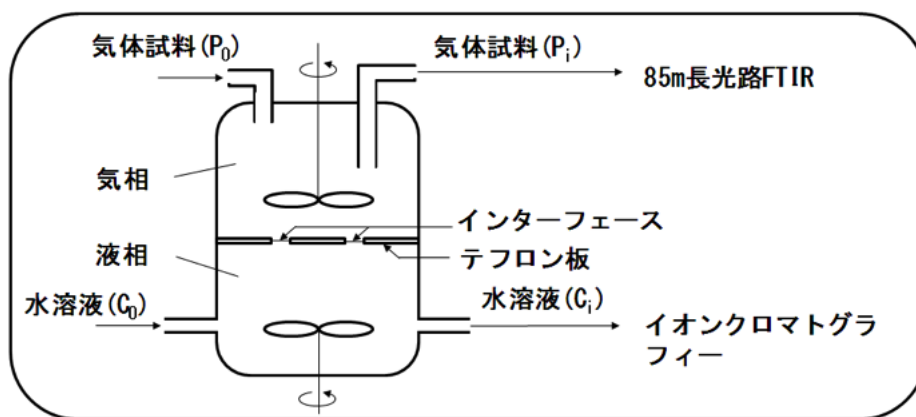 気体試料(P0)
気体試料(Pi)
85m長光路FTIR
気相
インターフェース
液相
テフロン板
水溶液(C0)
水溶液(Ci)
イオンクロマトグラ
フィー